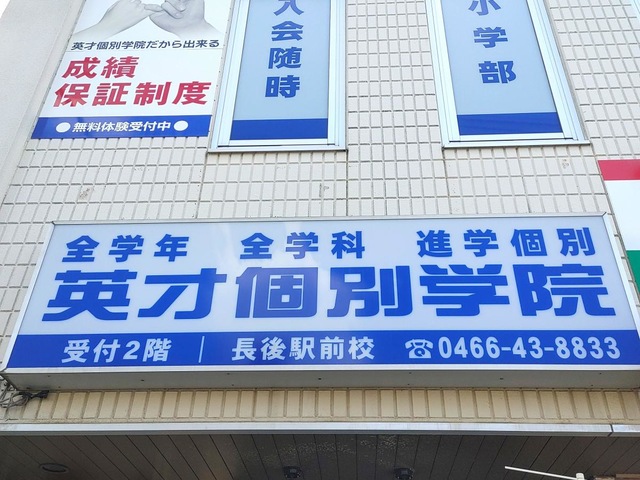 英才個別学院だから出来る
成績
保証制度
●無料体験受付中●
入会随時
小学部
全学年 全学科 進学個別
英才個別学院
受付2階 | 長後駅前校 ☎0466-43-8833